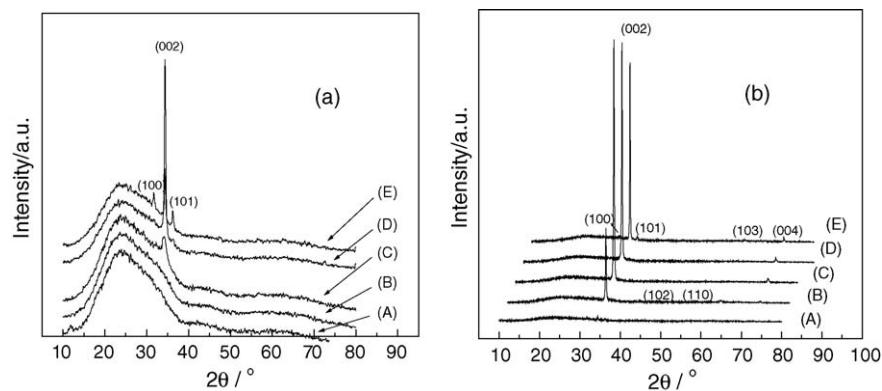 (002)
(a)
(100)
(101)
(E)
(D)
(C)
(B)
(A)
Intensity/a.u.
10 20 30 40 50 60 70 80 90
2θ / °
(002)
(b)
(100)
(101)
(103)
(004)
(E)
(D)
(C)
(102)
(110)
(B)
(A)
Intensity/a.u.
10 20 30 40 50 60 70 80 90 100
2θ / °